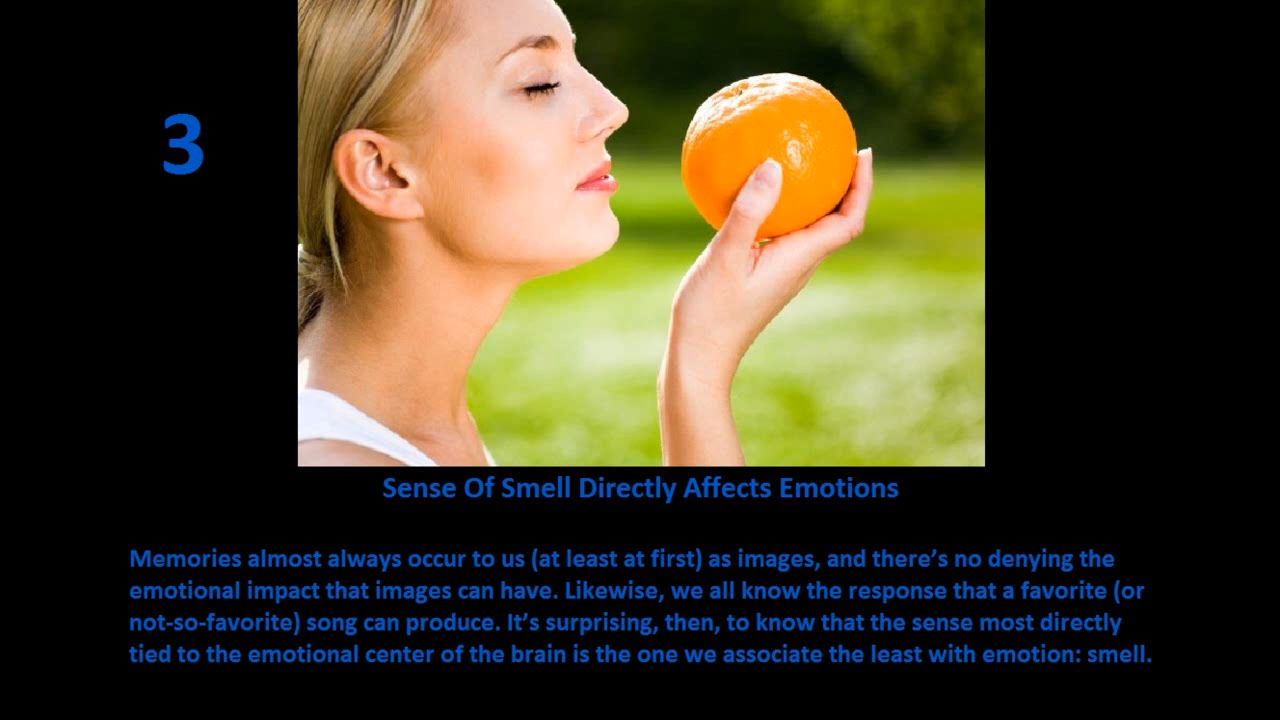 3
Sense Of Smell Directly Affects Emotions
Memories almost always occur to us (at least at first) as images, and there’s no denying the
emotional impact that images can have. Likewise, we all know the response that a favorite (or
not-so-favorite) song can produce. It’s surprising, then, to know that the sense most directly
tied to the emotional center of the brain is the one we associate the least with emotion: smell.